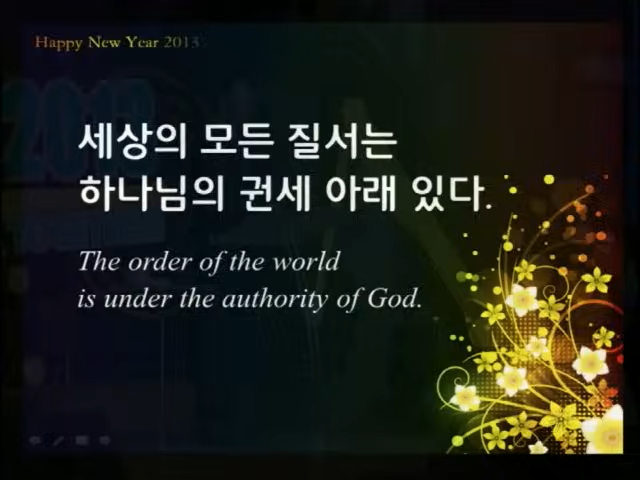 Happy New Year 2013
2013
세상의 모든 질서는
하나님의 권세 아래 있다.
The order of the world
is under the authority of God.